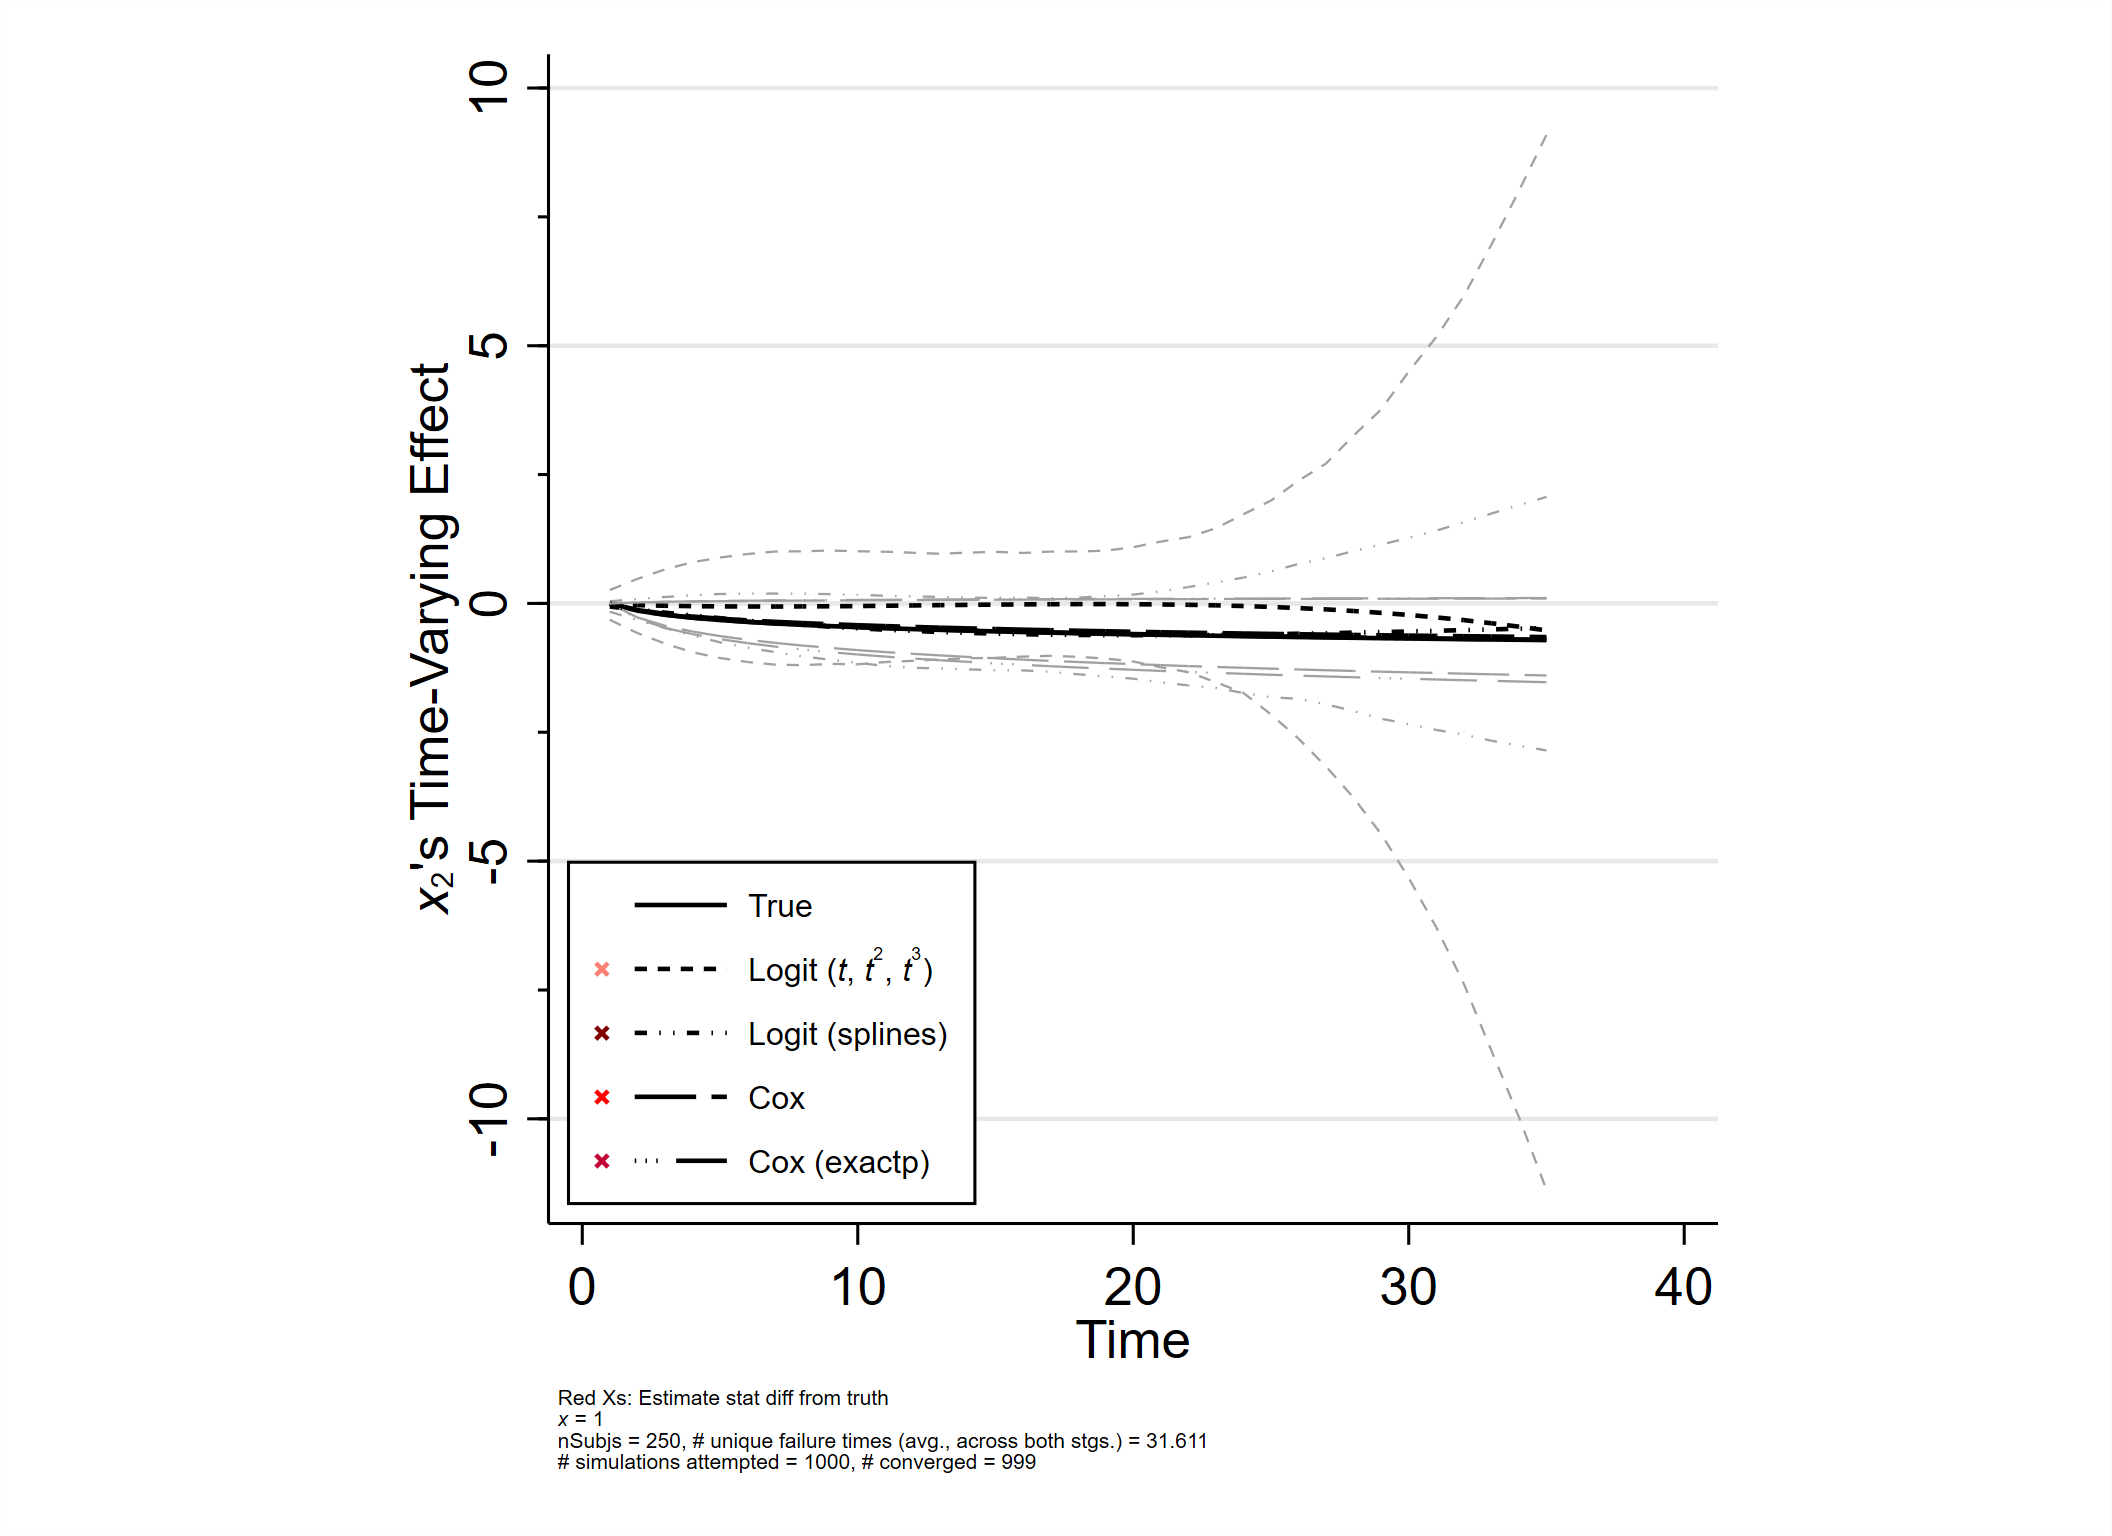 10
5
0
-5
-10
x₂'s Time-Varying Effect
True
Logit (t, t², t³)
Logit (splines)
Cox
Cox (exactp)
0 10 20 30 40
Time
Red Xs: Estimate stat diff from truth
x = 1
nSubjs = 250, # unique failure times (avg., across both stgs.) = 31.611
# simulations attempted = 1000, # converged = 999